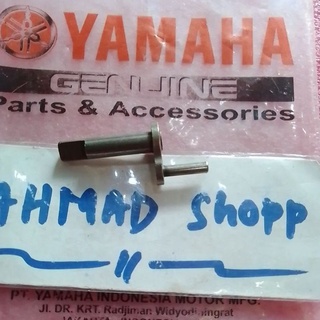 YAMAHA
GENUINE
Parts & Accessories
AHMAD Shopp
"
PT. YAMAHA INDONESIA MOTOR MFG.
JL. DR. KRT. Radjiman Widyodiningrat